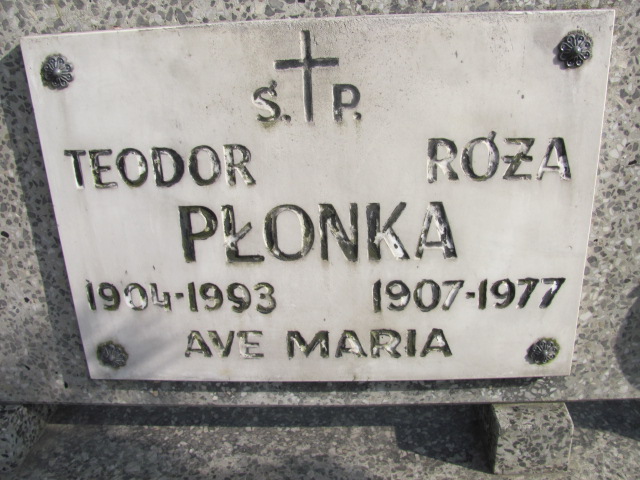 Ś. P.
TEODOR RÓŻA
PŁONKA
1904-1993 1907-1977
AVE MARIA